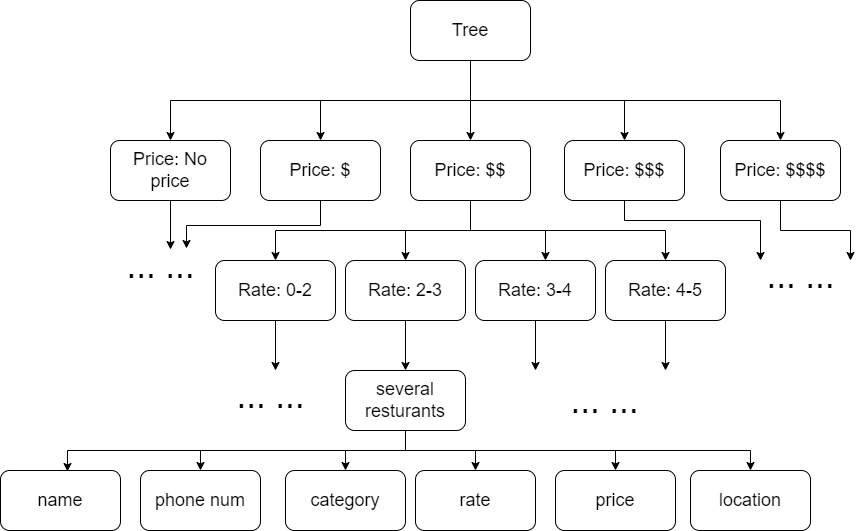 Tree
Price: No
price
Price: $
Price: $$
Price: $$$
Price: $$$$
... ...
Rate: 0-2
Rate: 2-3
Rate: 3-4
Rate: 4-5
... ...
... ...
several
resturants
... ...
name
phone num
category
rate
price
location